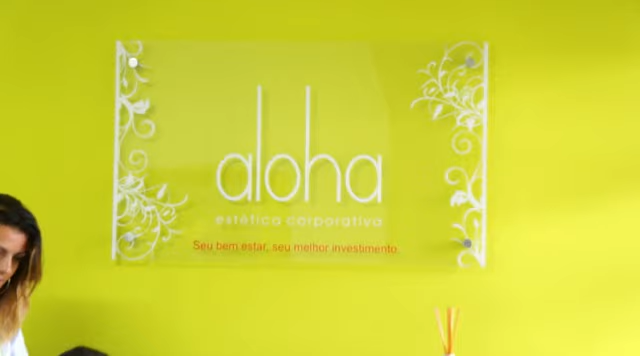 aloha
estética corporativa
Seu bem estar, seu melhor investimento.